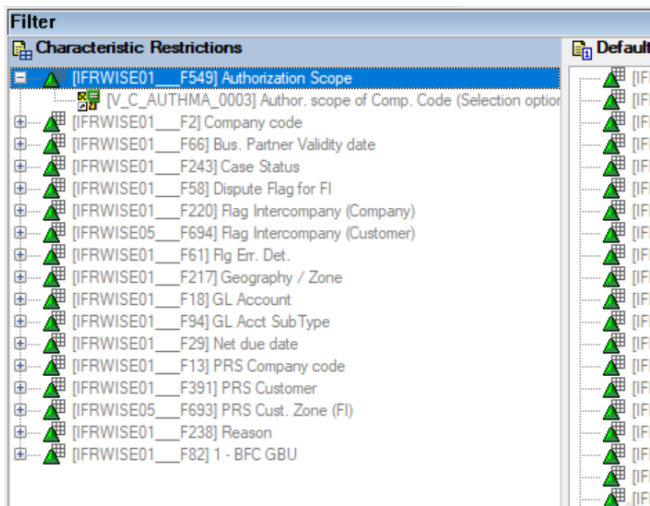 Filter
Characteristic Restrictions
Default
[IFRWISE01___F549] Authorization Scope
[V_C_AUTHMA_0003] Author. scope of Comp. Code (Selection option
[IFRWISE01___F2] Company code
[IFRWISE01___F66] Bus. Partner Validity date
[IFRWISE01___F243] Case Status
[IFRWISE01___F58] Dispute Flag for FI
[IFRWISE01___F220] Flag Intercompany (Company)
[IFRWISE05___F694] Flag Intercompany (Customer)
[IFRWISE01___F61] Flg Err. Det.
[IFRWISE01___F217] Geography / Zone
[IFRWISE01___F18] GL Account
[IFRWISE01___F94] GL Acct SubType
[IFRWISE01___F29] Net due date
[IFRWISE01___F13] PRS Company code
[IFRWISE01___F391] PRS Customer
[IFRWISE05___F693] PRS Cust. Zone (FI)
[IFRWISE01___F238] Reason
[IFRWISE01___F82] 1 - BFC GBU